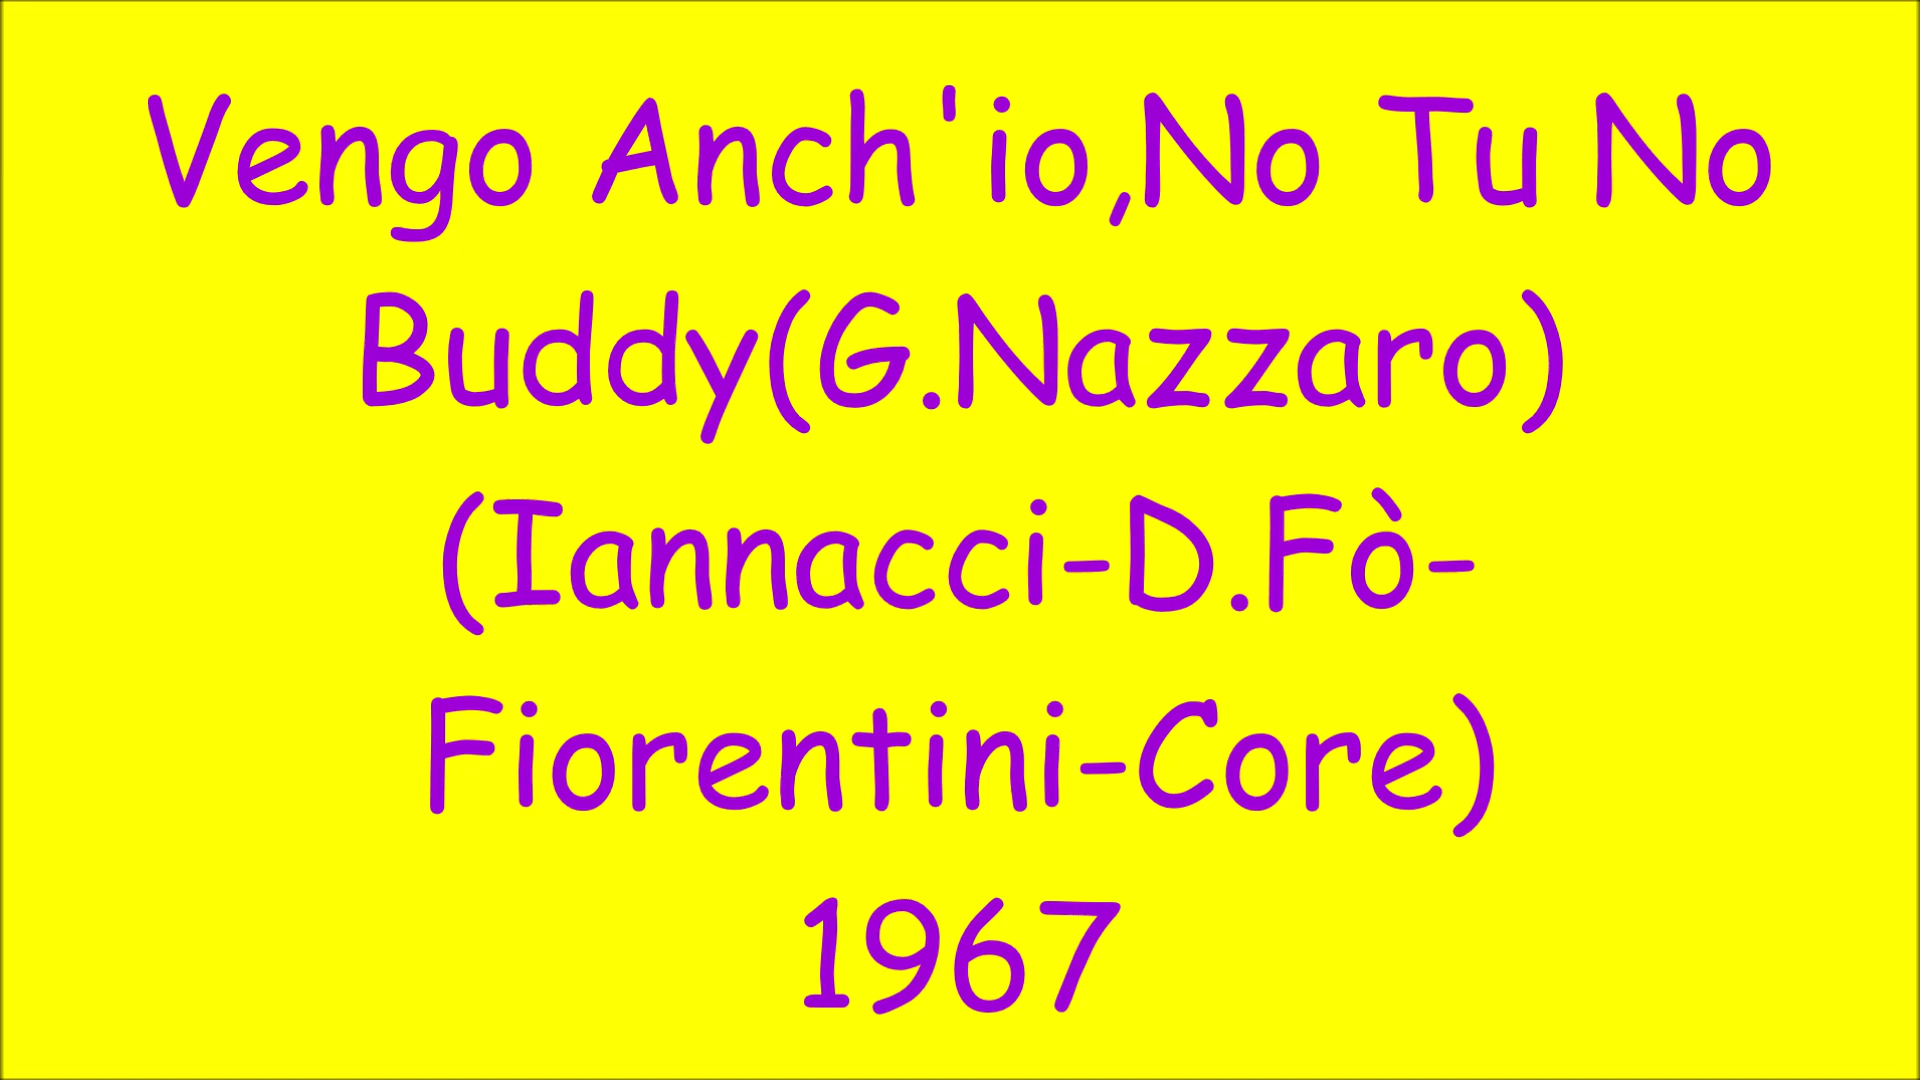 Vengo Anch'io,No Tu No
Buddy(G.Nazzaro)
(Iannacci-D.Fò-
Fiorentini-Core)
1967